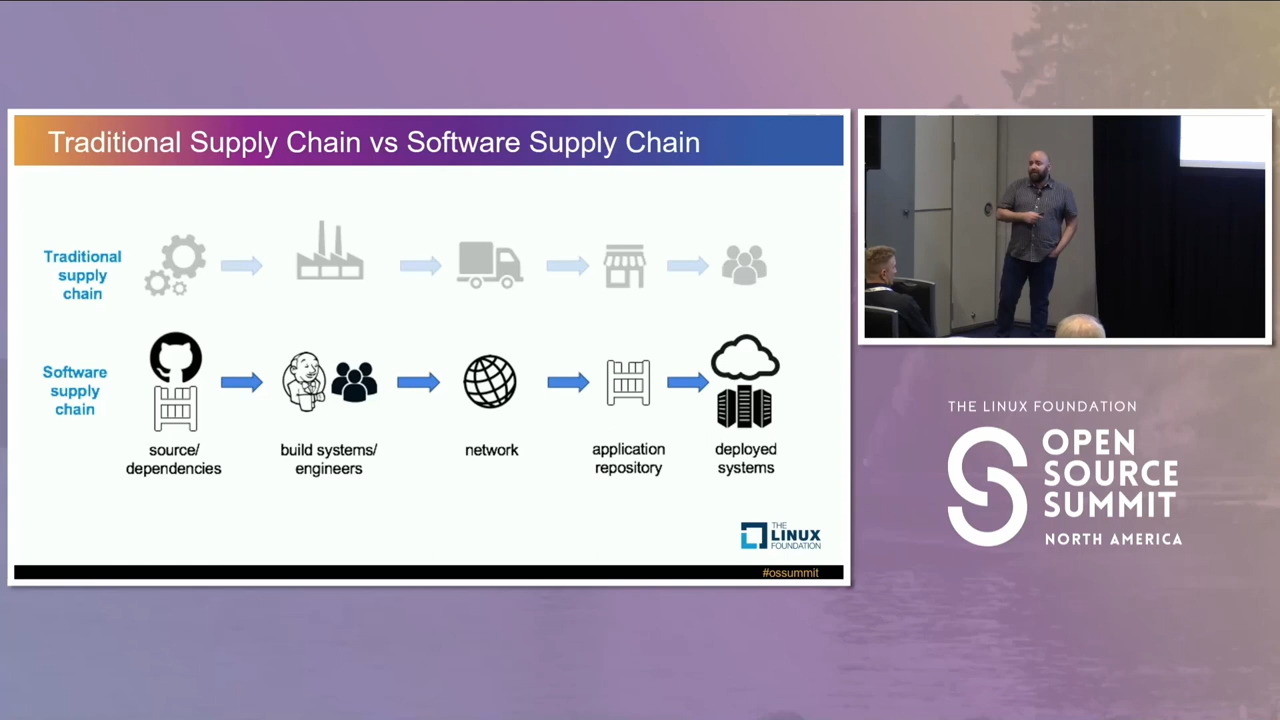 Traditional Supply Chain vs Software Supply Chain
Traditional
supply
chain
Software
supply
chain
source/
dependencies
build systems/
engineers
network
application
repository
deployed
systems
THE
LINUX
FOUNDATION
#ossummit
THE LINUX FOUNDATION
OPEN
SOURCE
SUMMIT
NORTH AMERICA